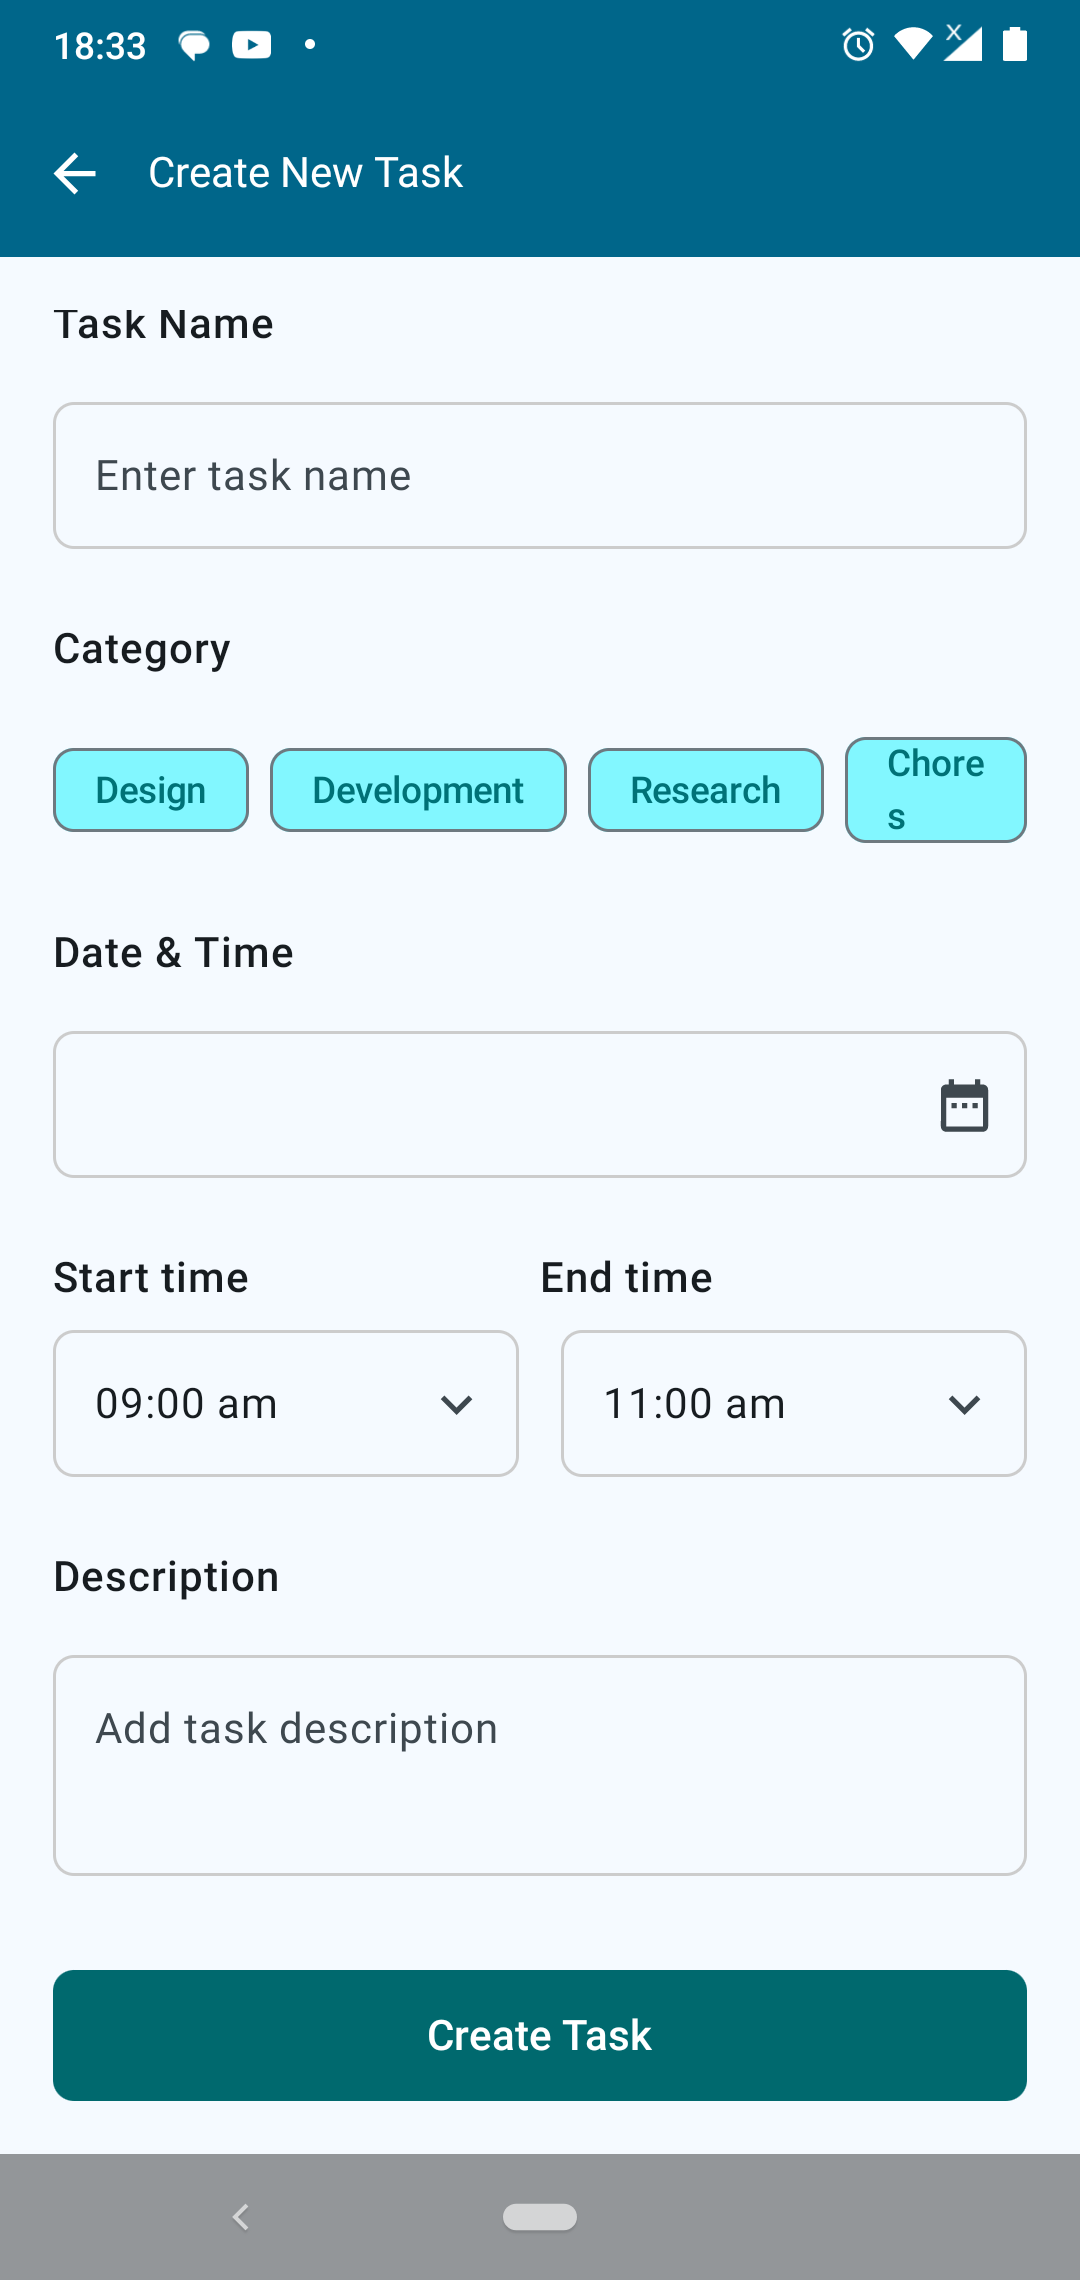 18:33
Create New Task
Task Name
Enter task name
Category
Design Development Research Chore
s
Date & Time
Start time End time
09:00 am 11:00 am
Description
Add task description
Create Task